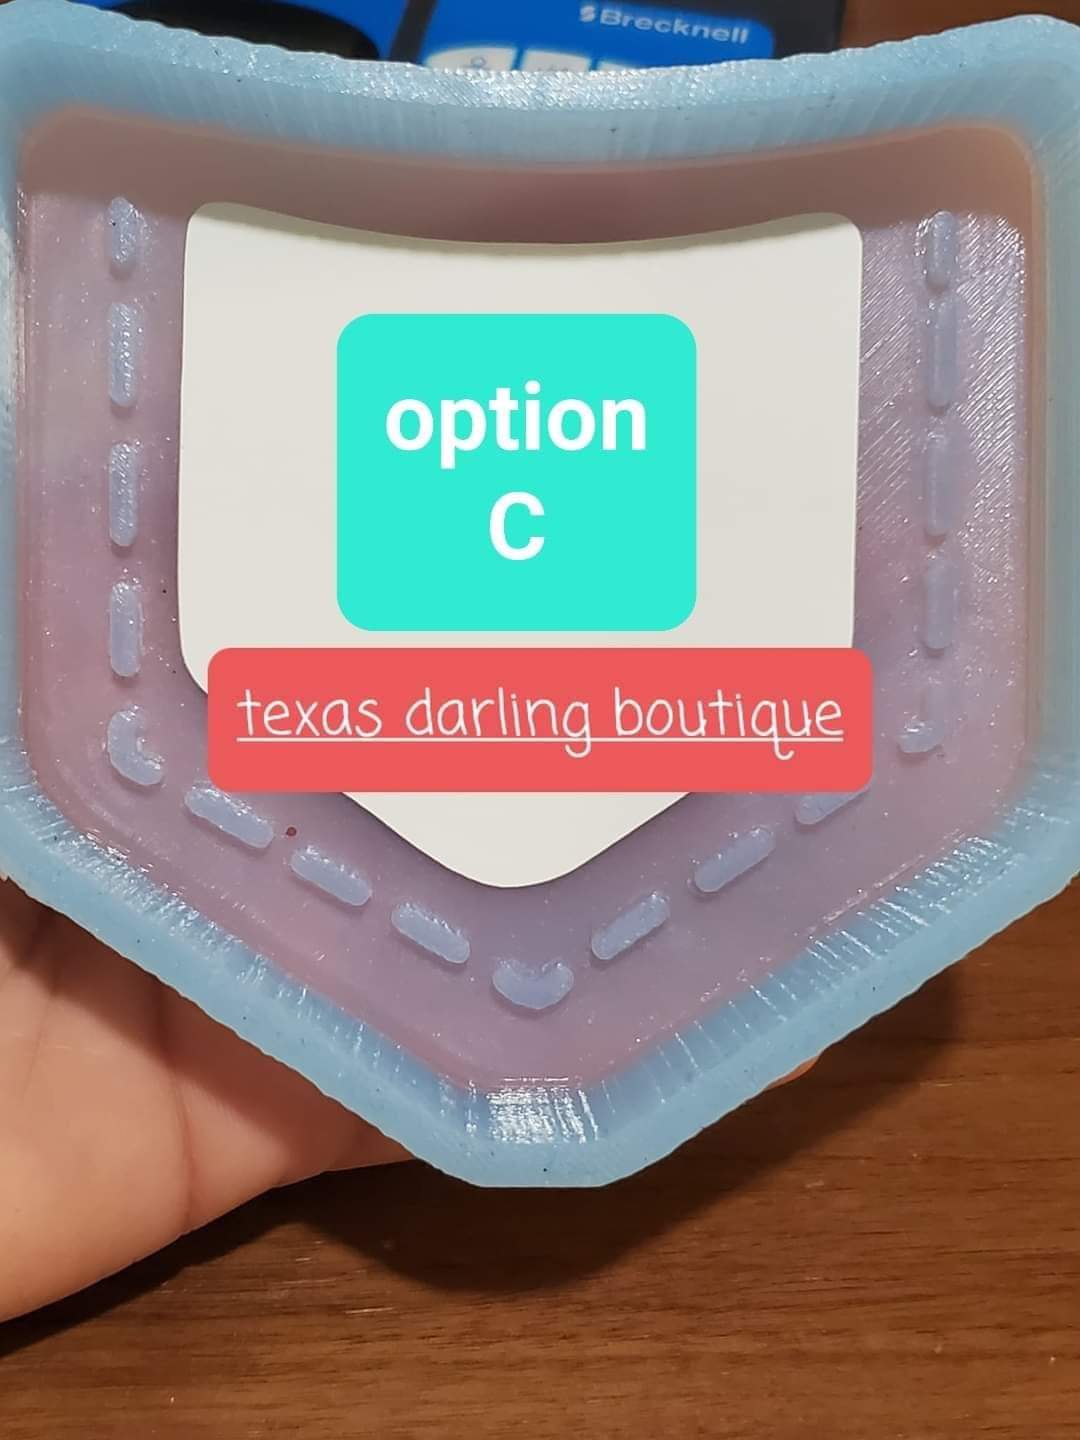 Brecknell
option
C
texas darling boutique